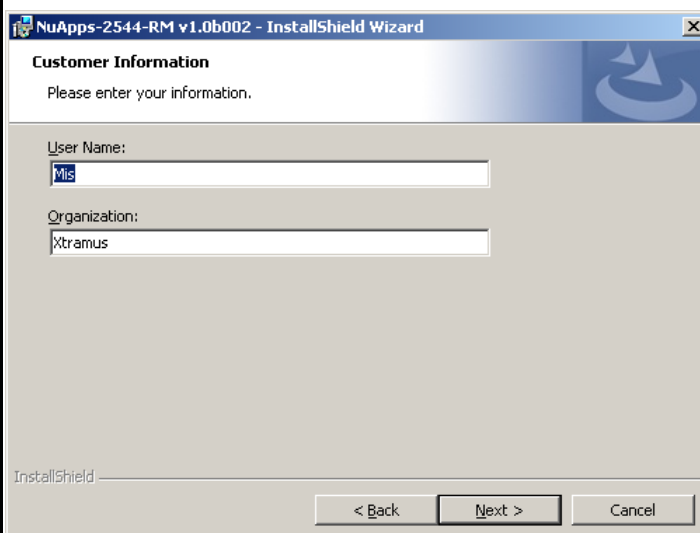 NuApps-2544-RM v1.0b002 - InstallShield Wizard
Customer Information
Please enter your information.
User Name:
Mis
Organization:
Xtramus
InstallShield
< Back Next > Cancel